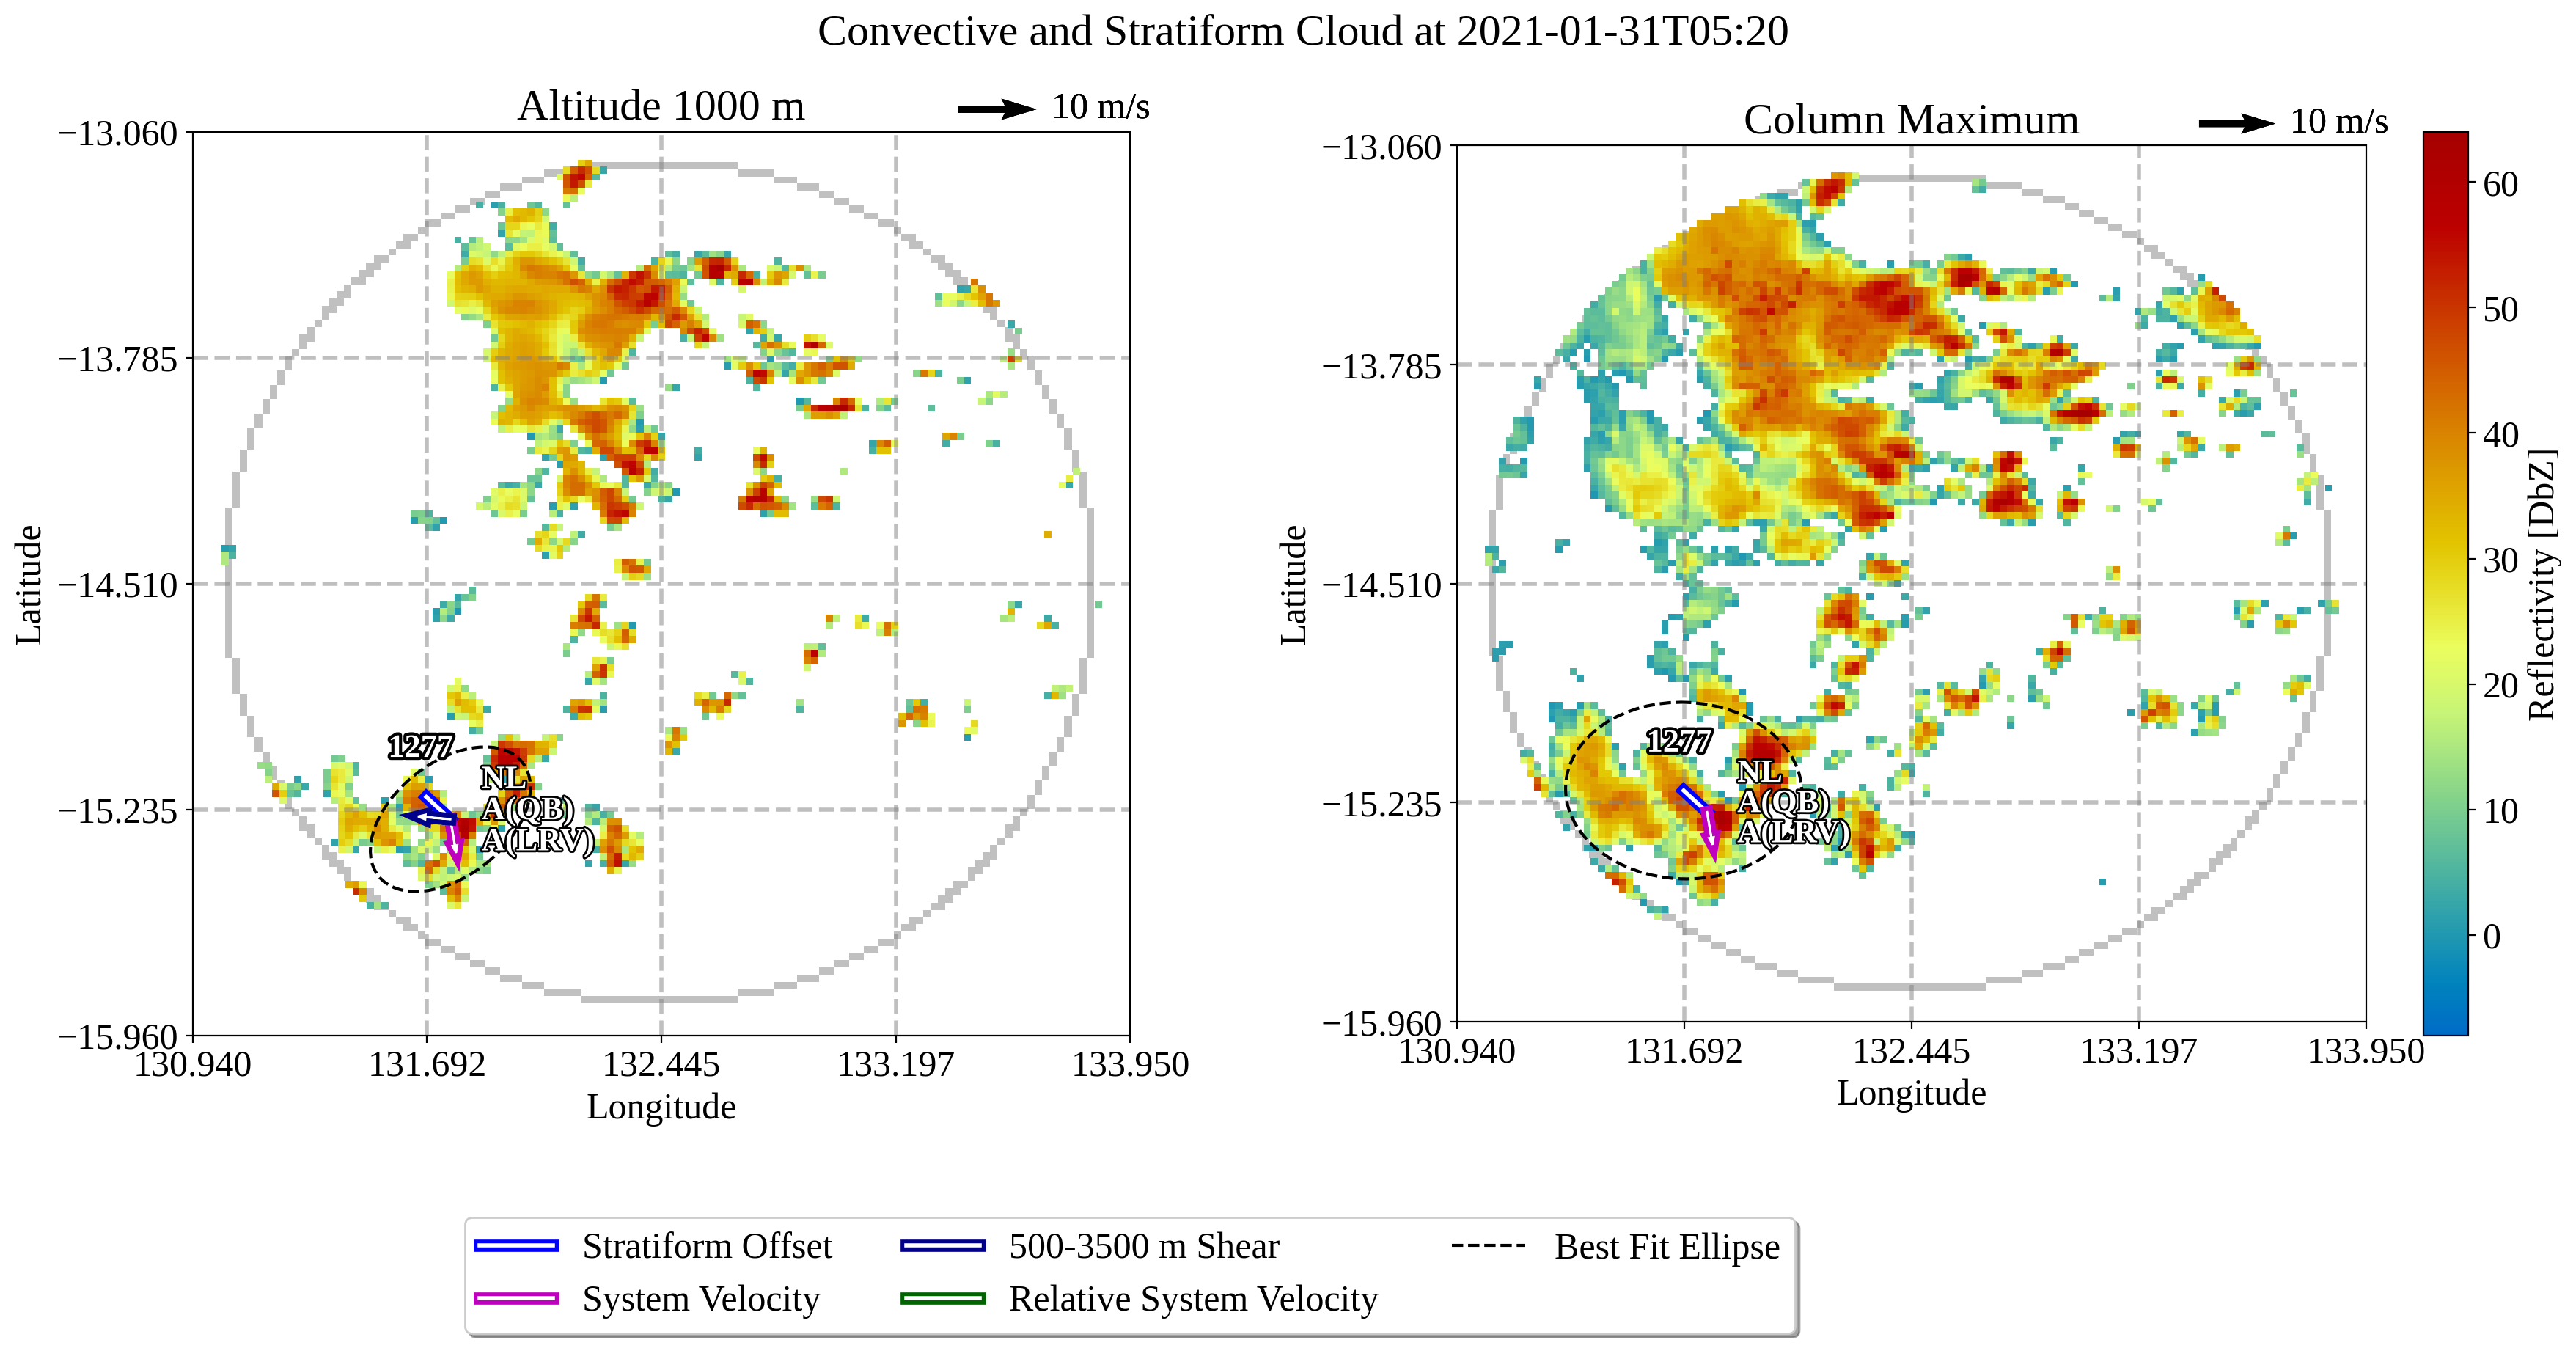 Convective and Stratiform Cloud at 2021-01-31T05:20
Altitude 1000 m
10 m/s
−13.060
−13.785
−14.510
−15.235
−15.960
Latitude
130.940
131.692
132.445
133.197
133.950
Longitude
1277
NL
A(QB)
A(LRV)
Column Maximum
10 m/s
−13.060
−13.785
−14.510
−15.235
−15.960
Latitude
130.940
131.692
132.445
133.197
133.950
Longitude
1277
NL
A(QB)
A(LRV)
60
50
40
30
20
10
0
Reflectivity [DbZ]
Stratiform Offset
System Velocity
500-3500 m Shear
Relative System Velocity
Best Fit Ellipse